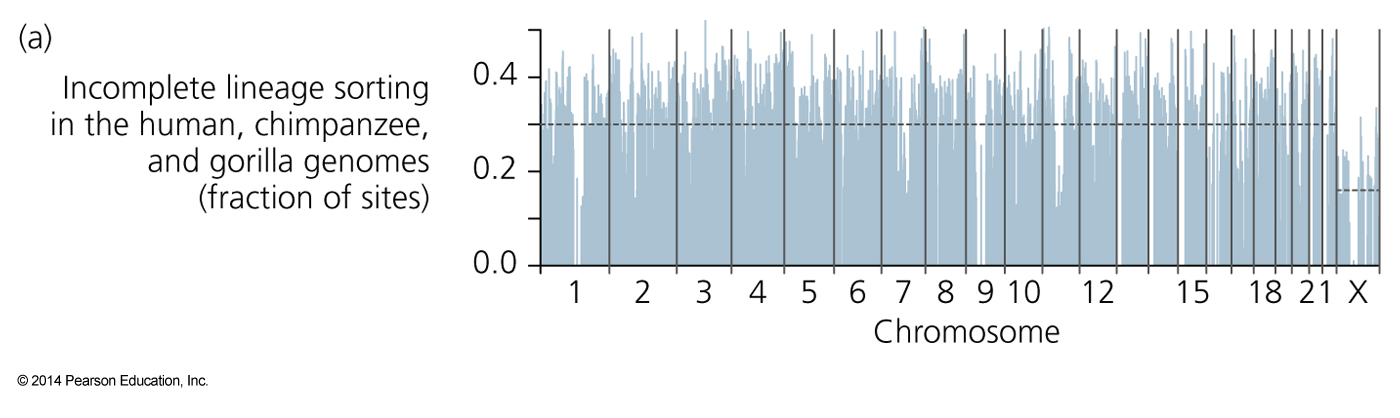 (a)
Incomplete lineage sorting
in the human, chimpanzee,
and gorilla genomes
(fraction of sites)
0.4
0.2
0.0
1 2 3 4 5 6 7 8 9 10 12 15 18 21 X
Chromosome
© 2014 Pearson Education, Inc.